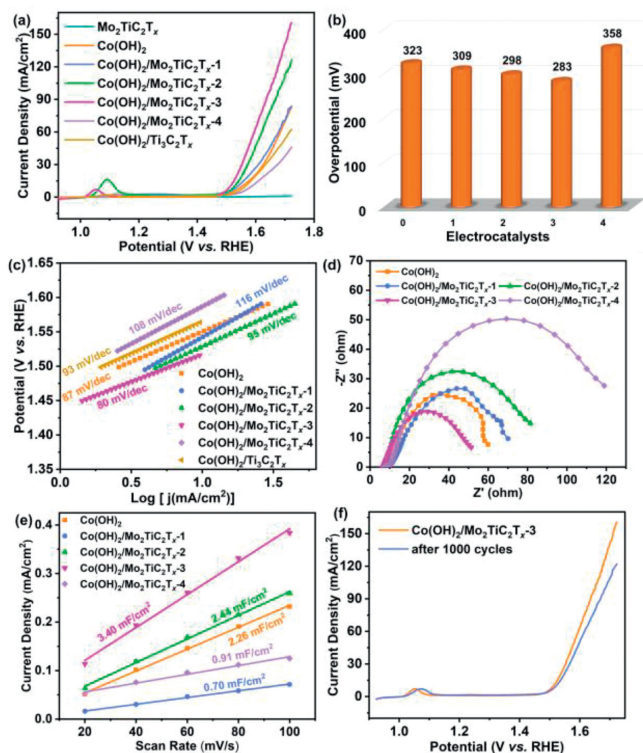 (a)
Mo₂TiC₂Tₓ
Co(OH)₂
Co(OH)₂/Mo₂TiC₂Tₓ-1
Co(OH)₂/Mo₂TiC₂Tₓ-2
Co(OH)₂/Mo₂TiC₂Tₓ-3
Co(OH)₂/Mo₂TiC₂Tₓ-4
Co(OH)₂/Ti₃C₂Tₓ
Current Density (mA/cm²)
150
120
90
60
30
0
1.0 1.2 1.4 1.6 1.8
Potential (V vs. RHE)
(b)
323 309 298 283 358
Overpotential (mV)
400
300
200
100
0
0 1 2 3 4
Electrocatalysts
(c)
Potential (V vs. RHE)
1.65
1.60
1.55
1.50
1.45
1.40
1.35
108 mV/dec
116 mV/dec
93 mV/dec
95 mV/dec
87 mV/dec
80 mV/dec
Co(OH)₂
Co(OH)₂/Mo₂TiC₂Tₓ-1
Co(OH)₂/Mo₂TiC₂Tₓ-2
Co(OH)₂/Mo₂TiC₂Tₓ-3
Co(OH)₂/Mo₂TiC₂Tₓ-4
Co(OH)₂/Ti₃C₂Tₓ
0.0 0.4 0.8 1.2 1.6
Log [ j(mA/cm²)]
(d)
Co(OH)₂
Co(OH)₂/Mo₂TiC₂Tₓ-1 Co(OH)₂/Mo₂TiC₂Tₓ-2
Co(OH)₂/Mo₂TiC₂Tₓ-3 Co(OH)₂/Mo₂TiC₂Tₓ-4
-Z'' (ohm)
70
60
50
40
30
20
10
0
0 20 40 60 80 100 120
Z' (ohm)
(e)
Co(OH)₂
Co(OH)₂/Mo₂TiC₂Tₓ-1
Co(OH)₂/Mo₂TiC₂Tₓ-2
Co(OH)₂/Mo₂TiC₂Tₓ-3
Co(OH)₂/Mo₂TiC₂Tₓ-4
Current Density (mA/cm²)
0.4
0.3
0.2
0.1
0.0
3.40 mF/cm²
2.44 mF/cm²
2.26 mF/cm²
0.91 mF/cm²
0.70 mF/cm²
20 40 60 80 100
Scan Rate (mV/s)
(f)
Co(OH)₂/Mo₂TiC₂Tₓ-3
after 1000 cycles
Current Density (mA/cm²)
150
120
90
60
30
0
1.0 1.2 1.4 1.6
Potential (V vs. RHE)